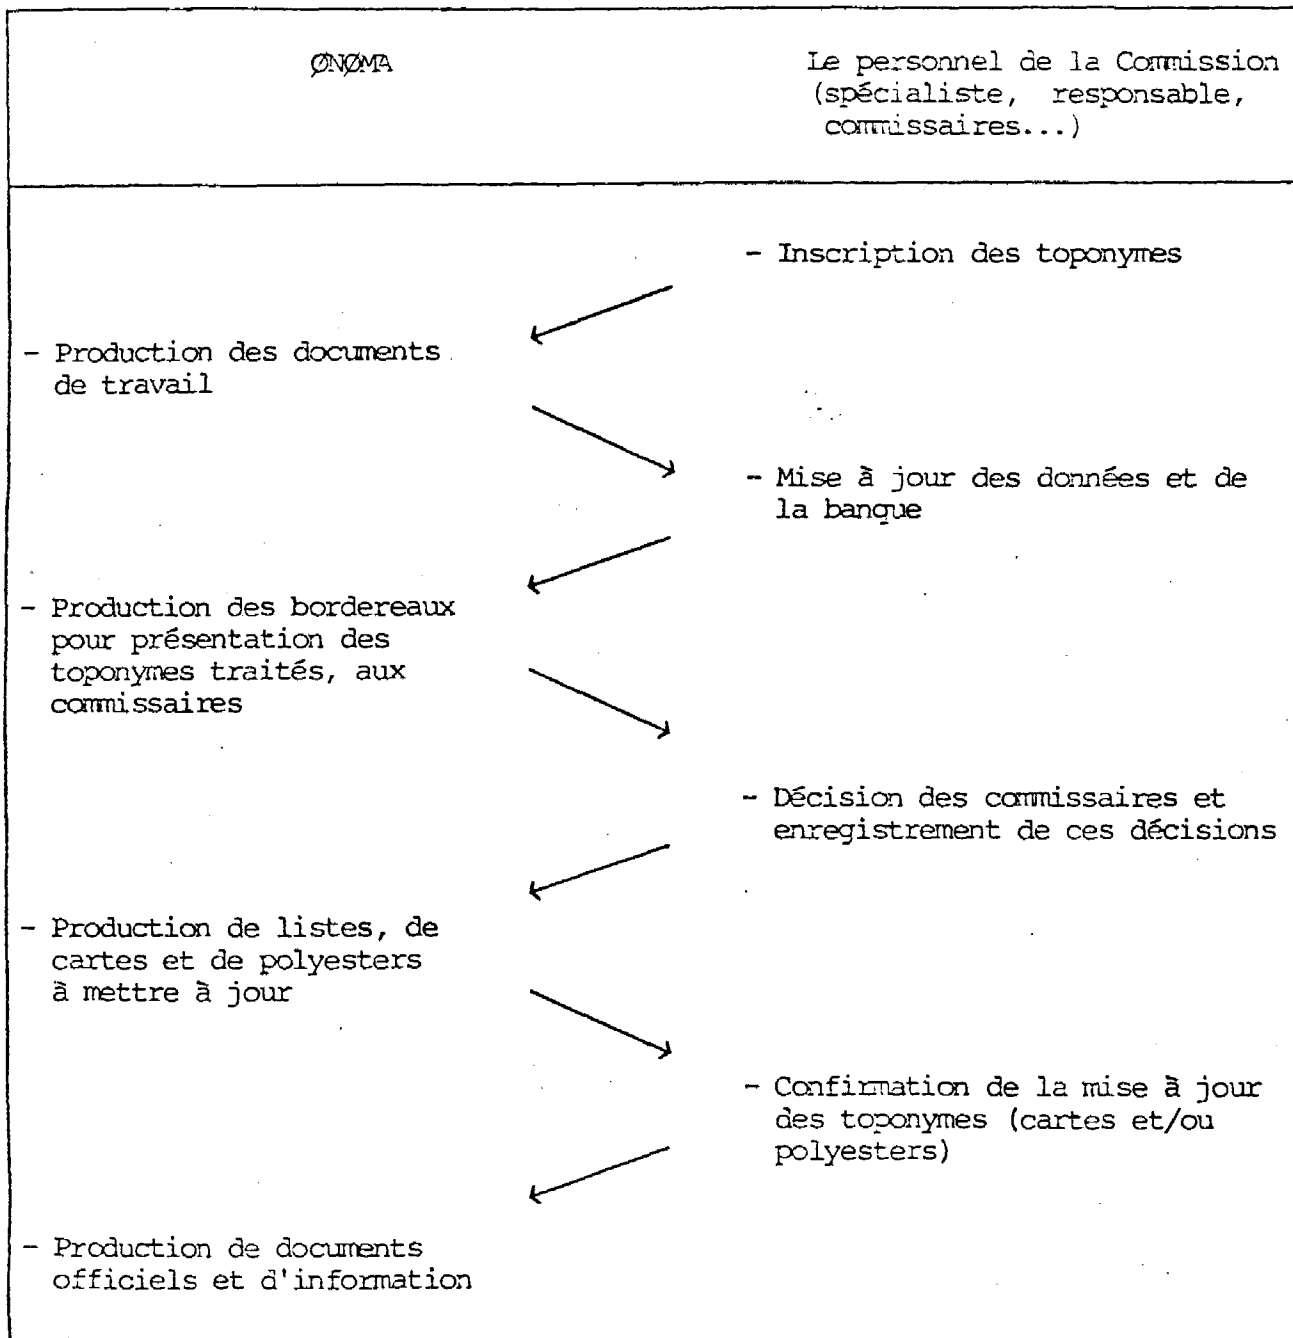 ØNØMA
Le personnel de la Commission
(spécialiste, responsable,
commissaires...)
- Inscription des toponymes
- Production des documents
de travail
- Mise à jour des données et de
la banque
- Production des bordereaux
pour présentation des
toponymes traités, aux
commissaires
- Décision des commissaires et
enregistrement de ces décisions
- Production de listes, de
cartes et de polyesters
à mettre à jour
- Confirmation de la mise à jour
des toponymes (cartes et/ou
polyesters)
- Production de documents
officiels et d'information